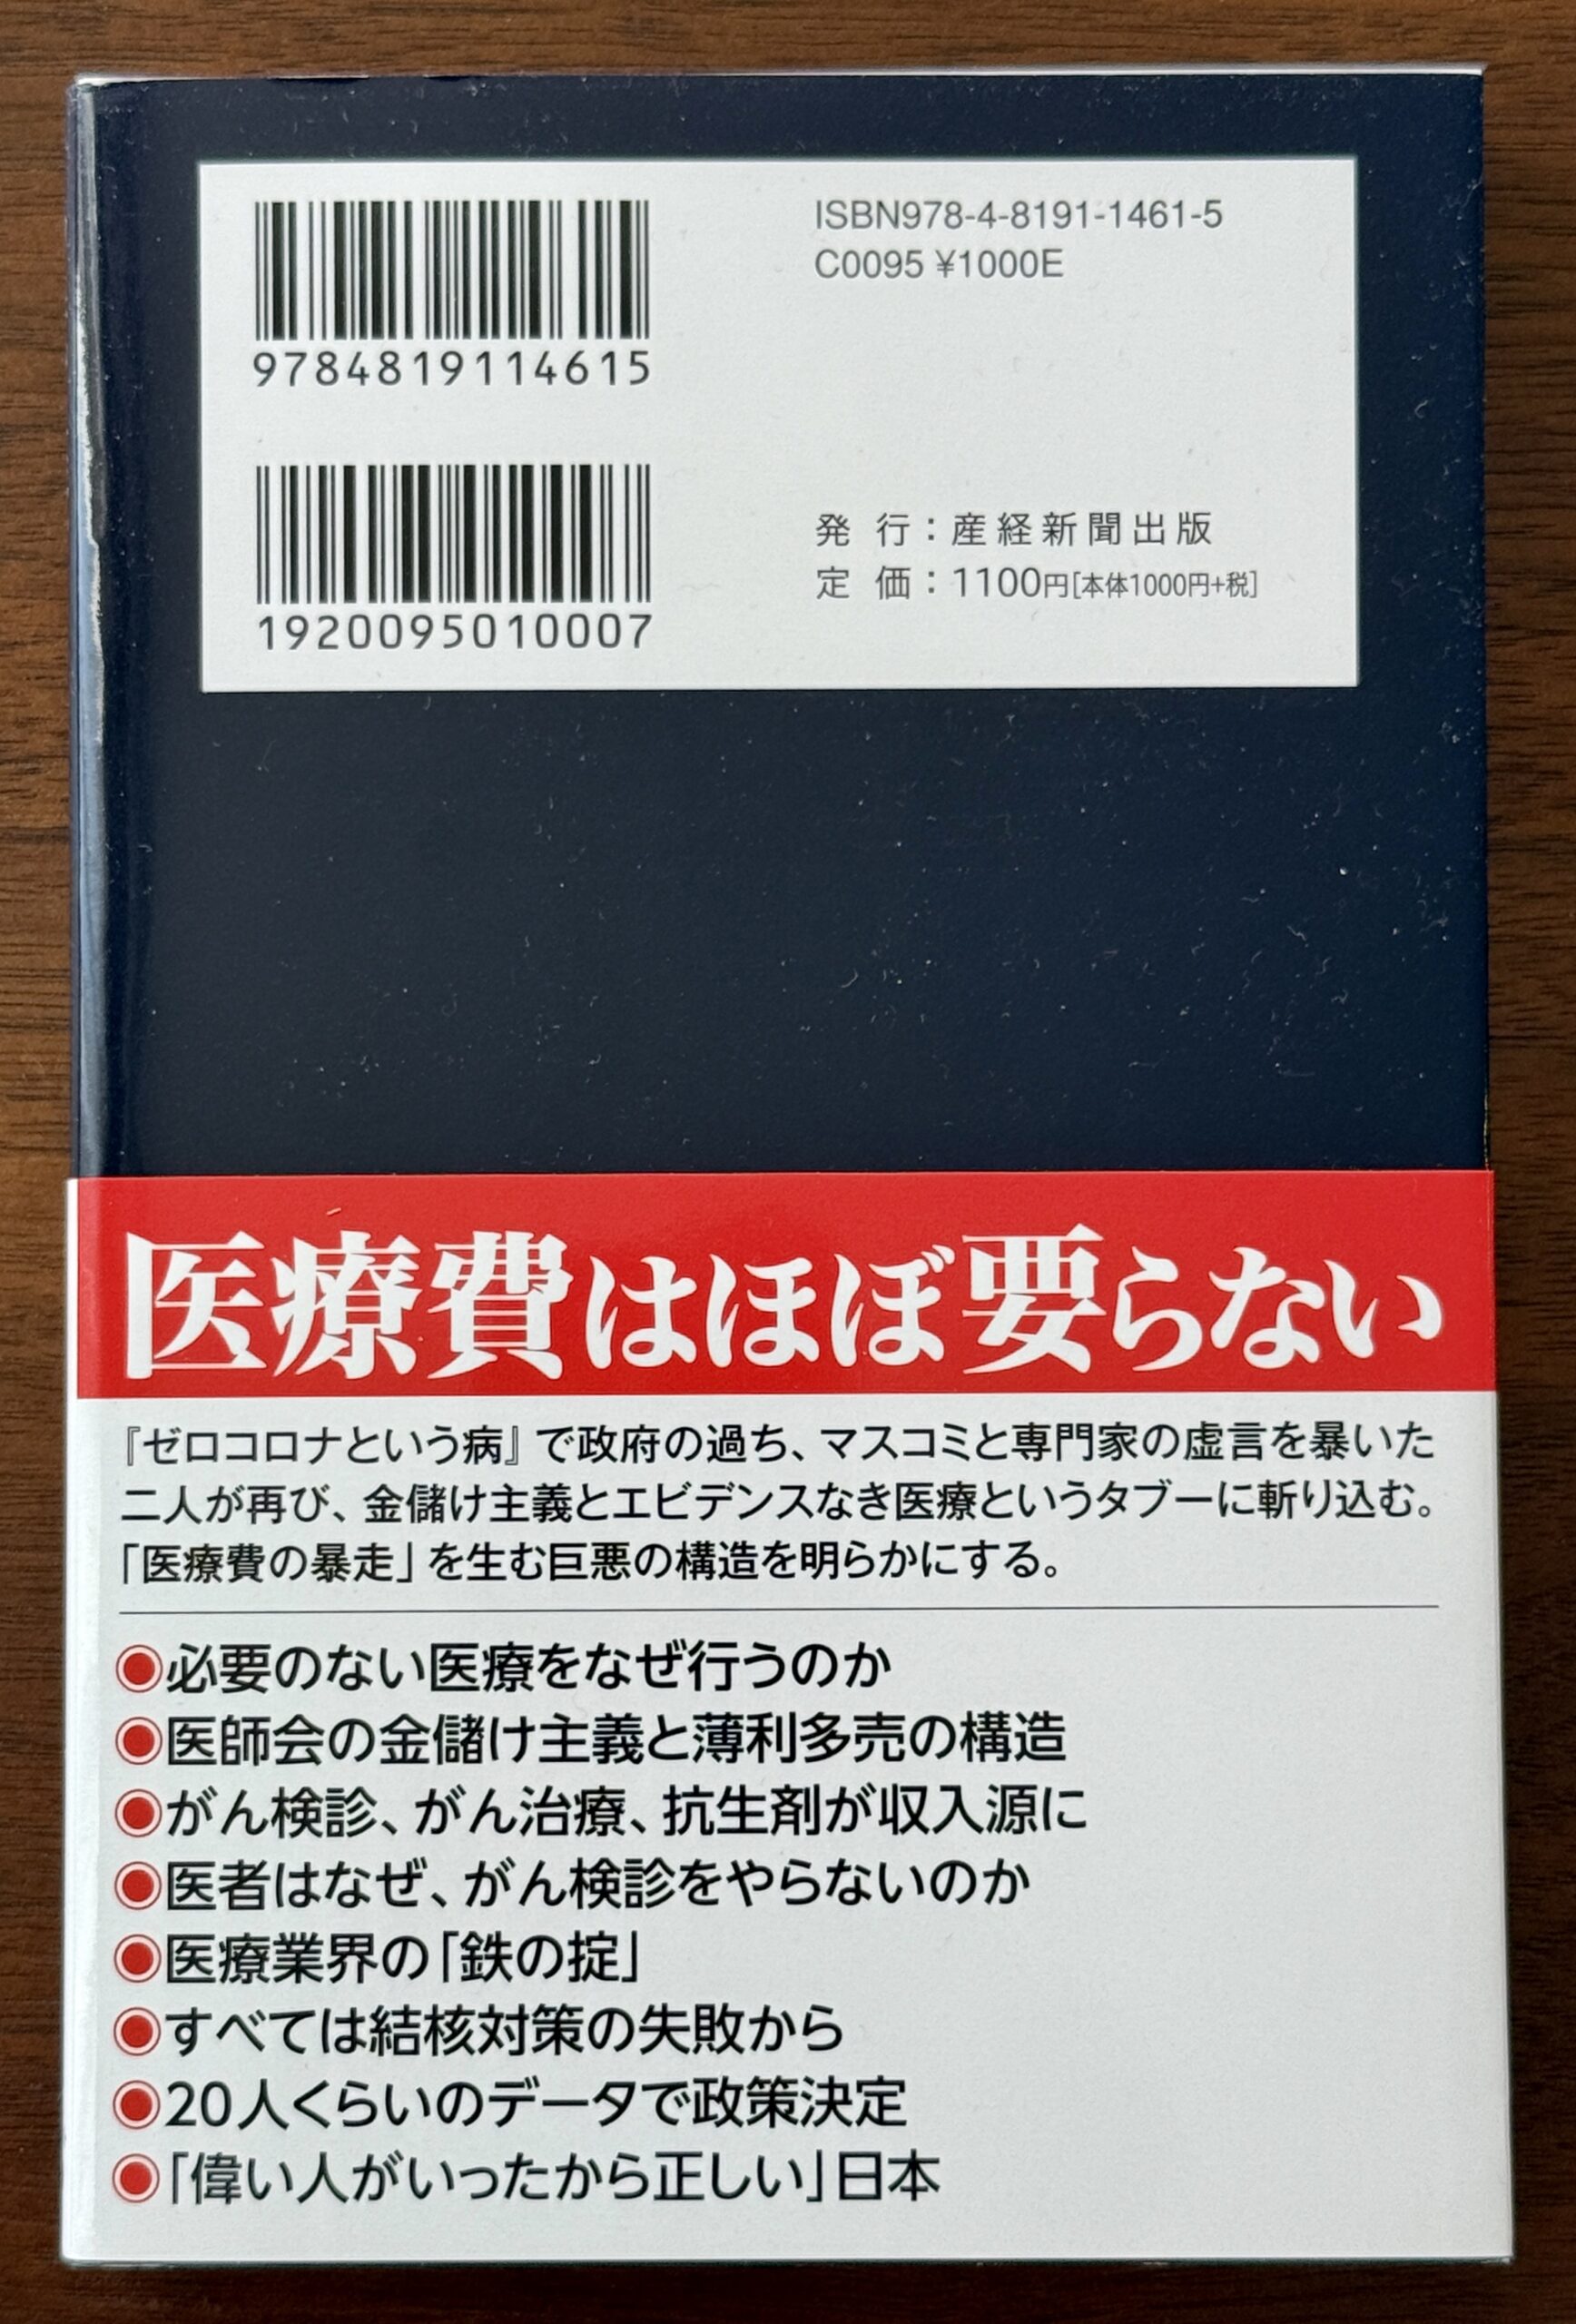 9784819114615
ISBN978-4-8191-1461-5
C0095 ¥1000E
1920095010007
発 行：産経新聞出版
定 価：1100円[本体1000円+税]
医療費はほぼ要らない
『ゼロコロナという病』で政府の過ち、マスコミと専門家の虚言を暴いた
二人が再び、金儲け主義とエビデンスなき医療というタブーに斬り込む。
「医療費の暴走」を生む巨悪の構造を明らかにする。
◉必要のない医療をなぜ行うのか
◉医師会の金儲け主義と薄利多売の構造
◉がん検診、がん治療、抗生剤が収入源に
◉医者はなぜ、がん検診をやらないのか
◉医療業界の「鉄の掟」
◉すべては結核対策の失敗から
◉20人くらいのデータで政策決定
◉「偉い人がいったから正しい」日本